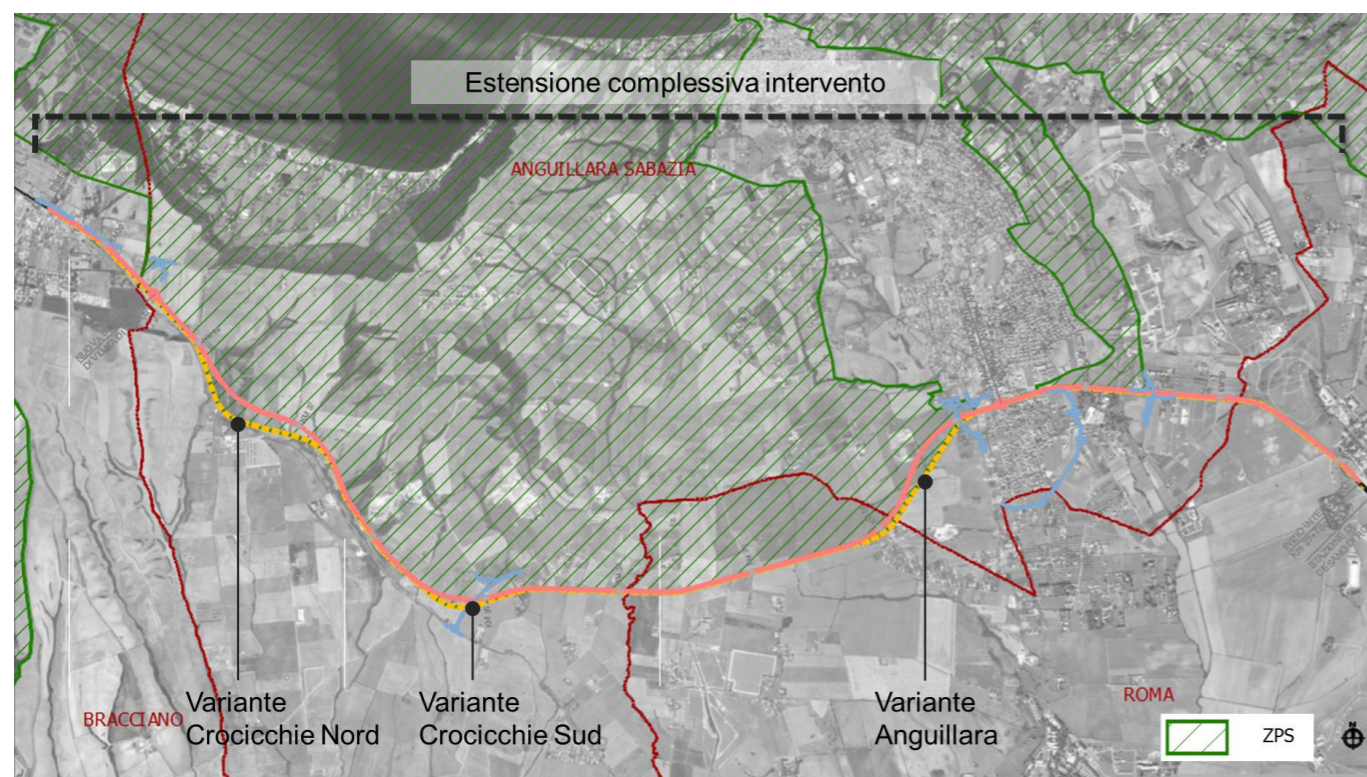 Estensione complessiva intervento
ANGUILLARA SABAZIA
Variante
Crocicchie Nord
Variante
Crocicchie Sud
Variante
Anguillara
BRACCIANO
ROMA
ZPS
N